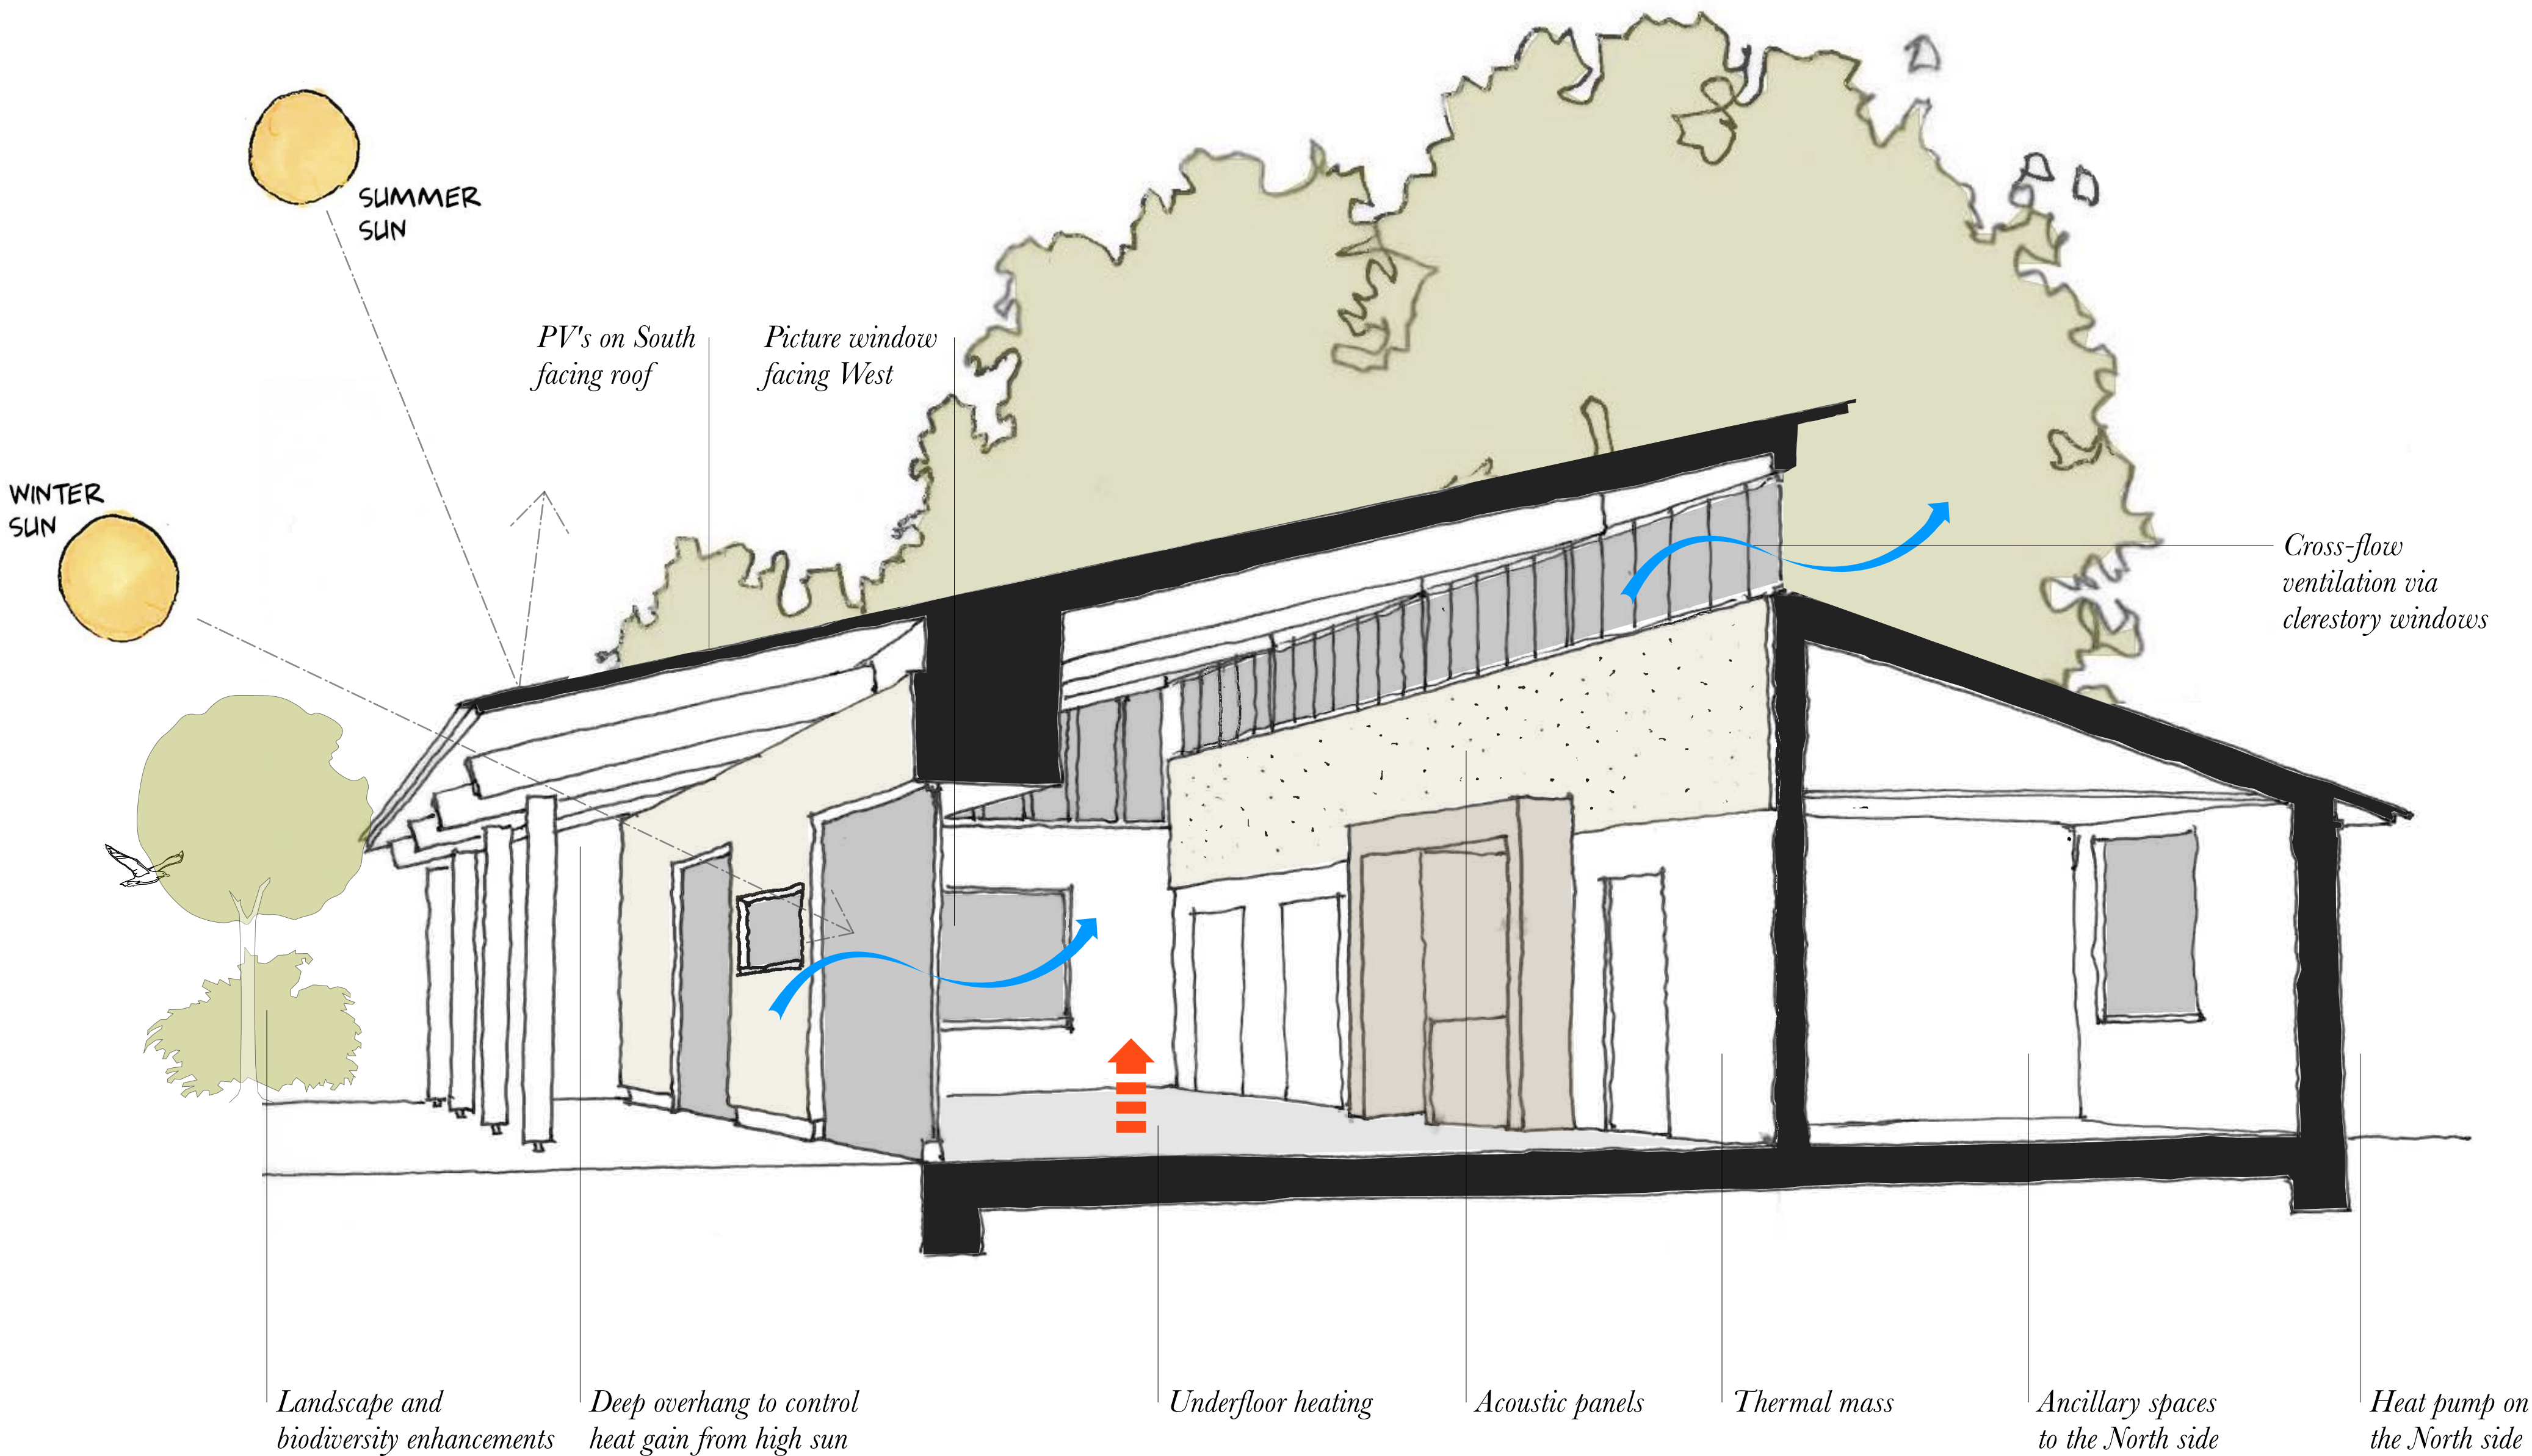 SUMMER
SUN
WINTER
SUN
PV's on South
facing roof
Picture window
facing West
Cross-flow
ventilation via
clerestory windows
Landscape and
biodiversity enhancements
Deep overhang to control
heat gain from high sun
Underfloor heating
Acoustic panels
Thermal mass
Ancillary spaces
to the North side
Heat pump on
the North side